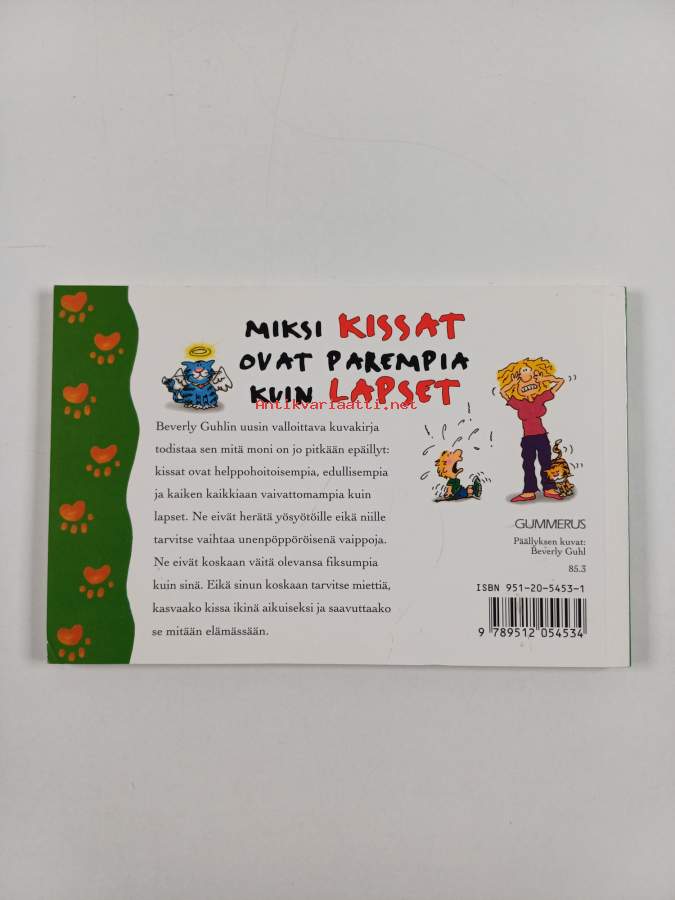 MIKSI KISSAT
OVAT PAREMPIA
KUIN LAPSET
Antikvariaatti.net
Beverly Guhlin uusin valloittava kuvakirja
todistaa sen mitä moni on jo pitkään epäillyt:
kissat ovat helppohoitoisempia, edullisempia
ja kaiken kaikkiaan vaivattomampia kuin
lapset. Ne eivät herätä yösyötöille eikä niille
tarvitse vaihtaa unenpöppöröisenä vaippoja.
Ne eivät koskaan väitä olevansa fiksumpia
kuin sinä. Eikä sinun koskaan tarvitse miettiä,
kasvaako kissa ikinä aikuiseksi ja saavuttaako
se mitään elämässään.
GUMMERUS
Päällyksen kuvat:
Beverly Guhl
85.3
ISBN 951-20-5453-1
9 789512 054534